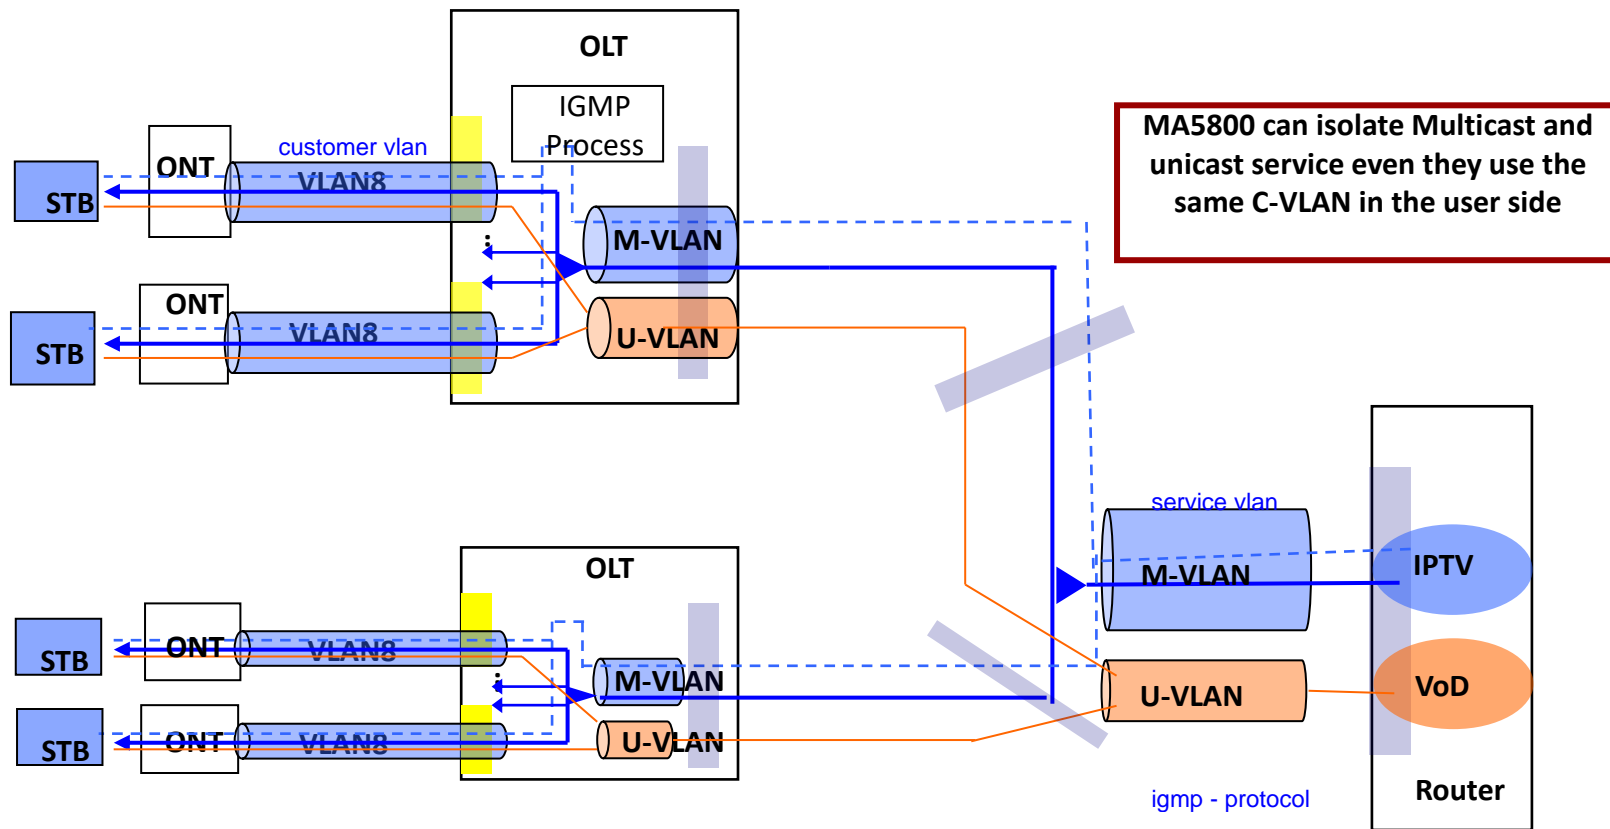 OLT
IGMP
Process
MA5800 can isolate Multicast and
unicast service even they use the
same C-VLAN in the user side
customer vlan
ONT
VLAN8
STB
M-VLAN
ONT
VLAN8
STB
U-VLAN
service vlan
OLT
M-VLAN
IPTV
ONT
VLAN8
STB
M-VLAN
U-VLAN
VoD
ONT
VLAN8
STB
U-VLAN
igmp - protocol
Router